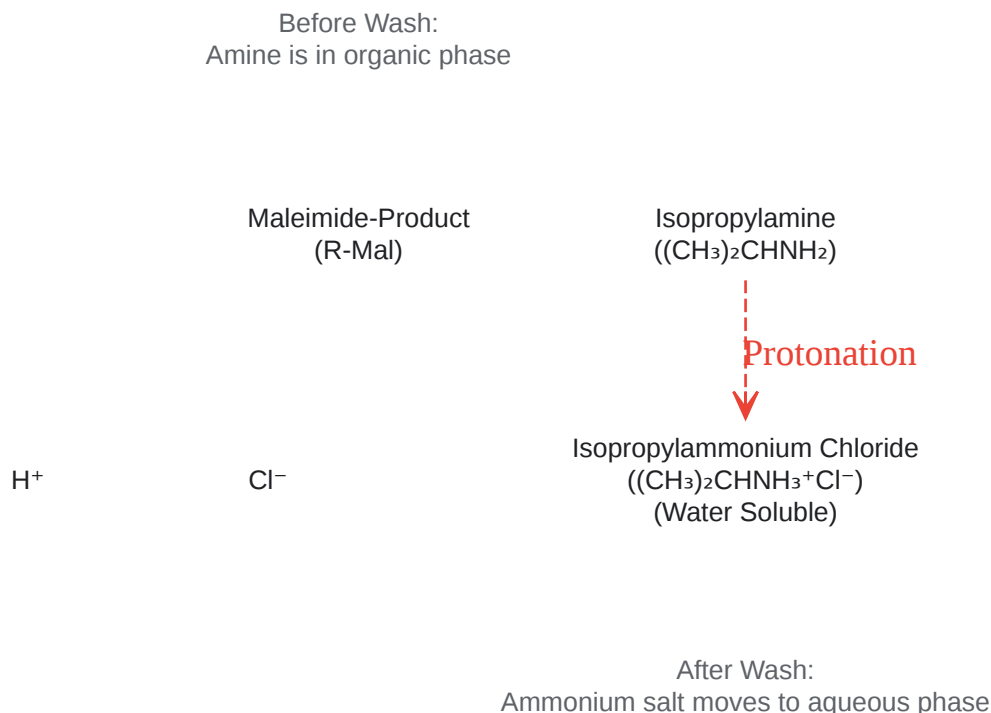 Before Wash:
Amine is in organic phase
Maleimide-Product
(R-Mal)
Isopropylamine
((CH₃)₂CHNH₂)
Protonation
H⁺
Cl⁻
Isopropylammonium Chloride
((CH₃)₂CHNH₃⁺Cl⁻)
(Water Soluble)
After Wash:
Ammonium salt moves to aqueous phase